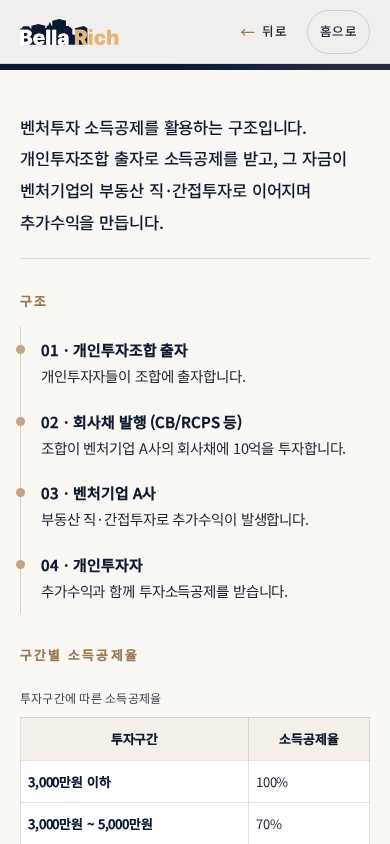 Bella Rich
← 뒤로
홈으로
벤처투자 소득공제를 활용하는 구조입니다.
개인투자조합 출자로 소득공제를 받고, 그 자금이
벤처기업의 부동산 직·간접투자로 이어지며
추가수익을 만듭니다.
구조
01 · 개인투자조합 출자
개인투자자들이 조합에 출자합니다.
02 · 회사채 발행 (CB/RCPS 등)
조합이 벤처기업 A사의 회사채에 10억을 투자합니다.
03 · 벤처기업 A사
부동산 직·간접투자로 추가수익이 발생합니다.
04 · 개인투자자
추가수익과 함께 투자소득공제를 받습니다.
구간별 소득공제율
투자구간에 따른 소득공제율
투자구간 소득공제율
3,000만원 이하 100%
3,000만원 ~ 5,000만원 70%